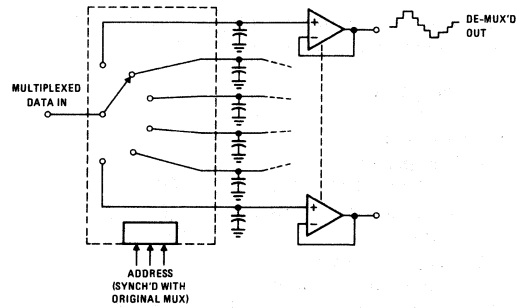 DE-MUX'D
OUT
MULTIPLEXED
DATA IN
ADDRESS
(SYNCH'D WITH
ORIGINAL MUX)
+
−
+
−